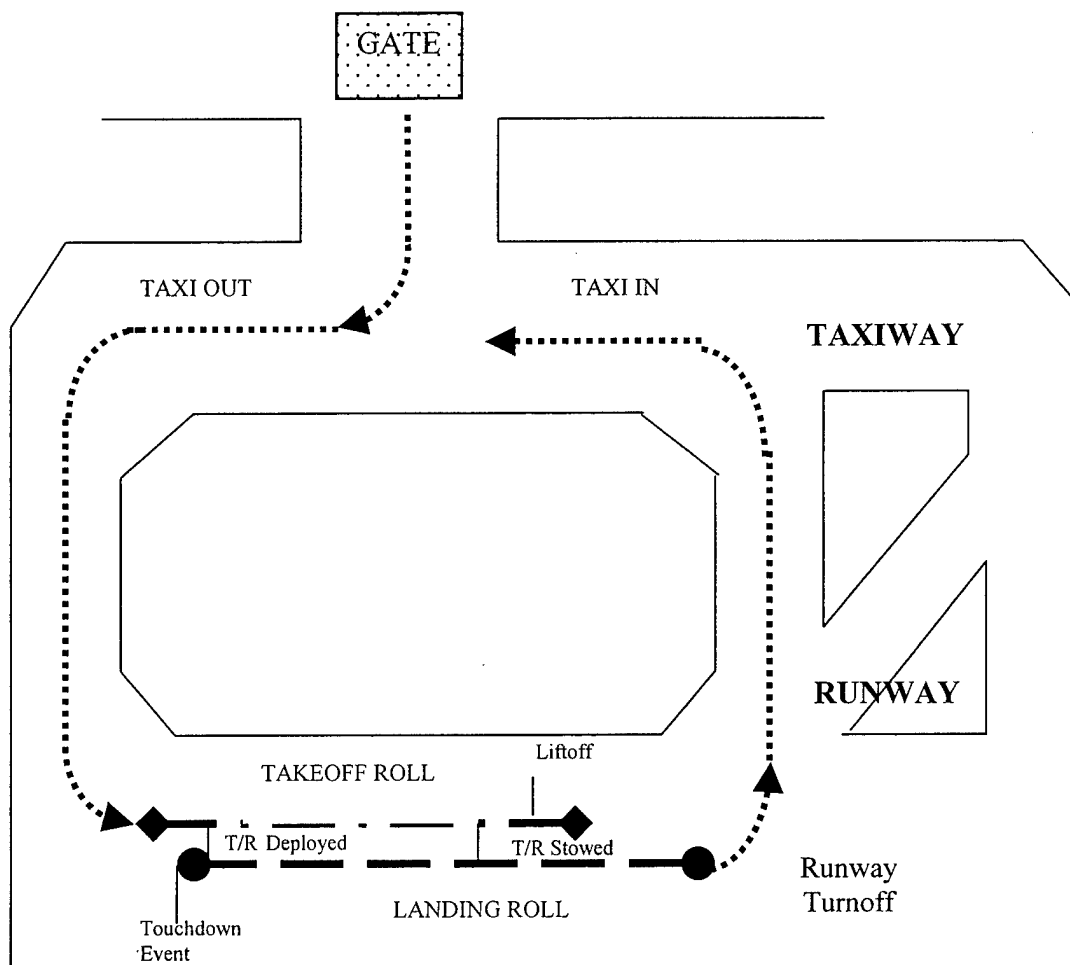 GATE
TAXI OUT
TAXI IN
TAXIWAY
RUNWAY
Liftoff
TAKEOFF ROLL
T/R Deployed
T/R Stowed
Runway
Turnoff
LANDING ROLL
Touchdown
Event